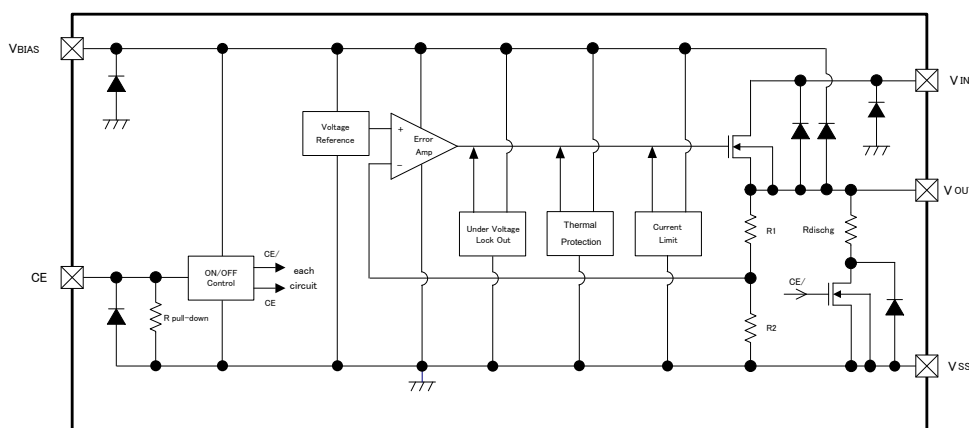 VBIAS
VIN
Voltage
Reference
+
−
Error
Amp
VOUT
Under Voltage
Lock Out
Thermal
Protection
Current
Limit
R1
Rdischg
CE
ON/OFF
Control
CE/
each
circuit
CE
R pull-down
CE/
R2
VSS